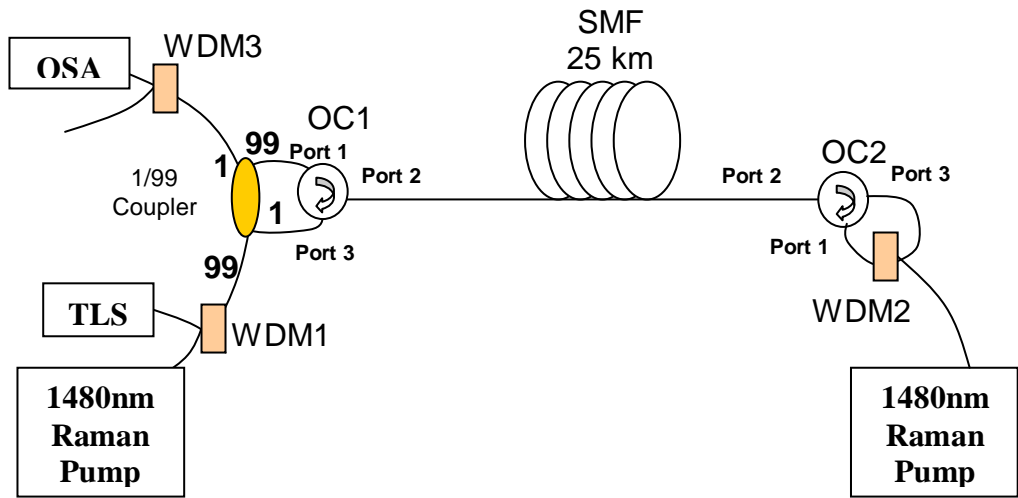 SMF
25 km
WDM3
OSA
OC1
99
Port 1
1
1/99
Coupler
1
Port 2
Port 3
99
Port 2
OC2
Port 3
Port 1
WDM2
TLS
WDM1
1480nm
Raman
Pump
1480nm
Raman
Pump